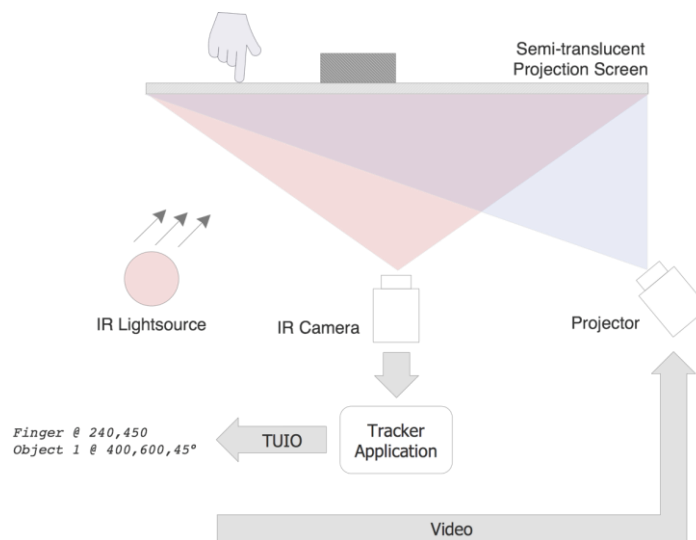 Semi-translucent
Projection Screen
IR Lightsource
IR Camera
Projector
Finger @ 240,450
Object 1 @ 400,600,45°
TUIO
Tracker
Application
Video